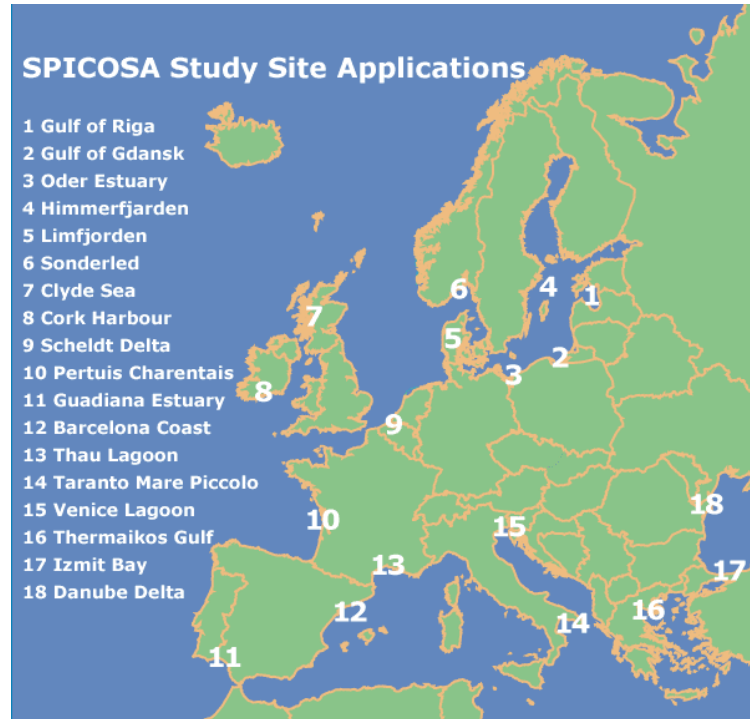 SPICOSA Study Site Applications
1 Gulf of Riga
2 Gulf of Gdansk
3 Oder Estuary
4 Himmerfjarden
5 Limfjorden
6 Sonderled
7 Clyde Sea
8 Cork Harbour
9 Scheldt Delta
10 Pertuis Charentais
11 Guadiana Estuary
12 Barcelona Coast
13 Thau Lagoon
14 Taranto Mare Piccolo
15 Venice Lagoon
16 Thermaikos Gulf
17 Izmit Bay
18 Danube Delta
6
4
1
7
5
2
3
8
9
18
10
15
13
17
12
16
14
11